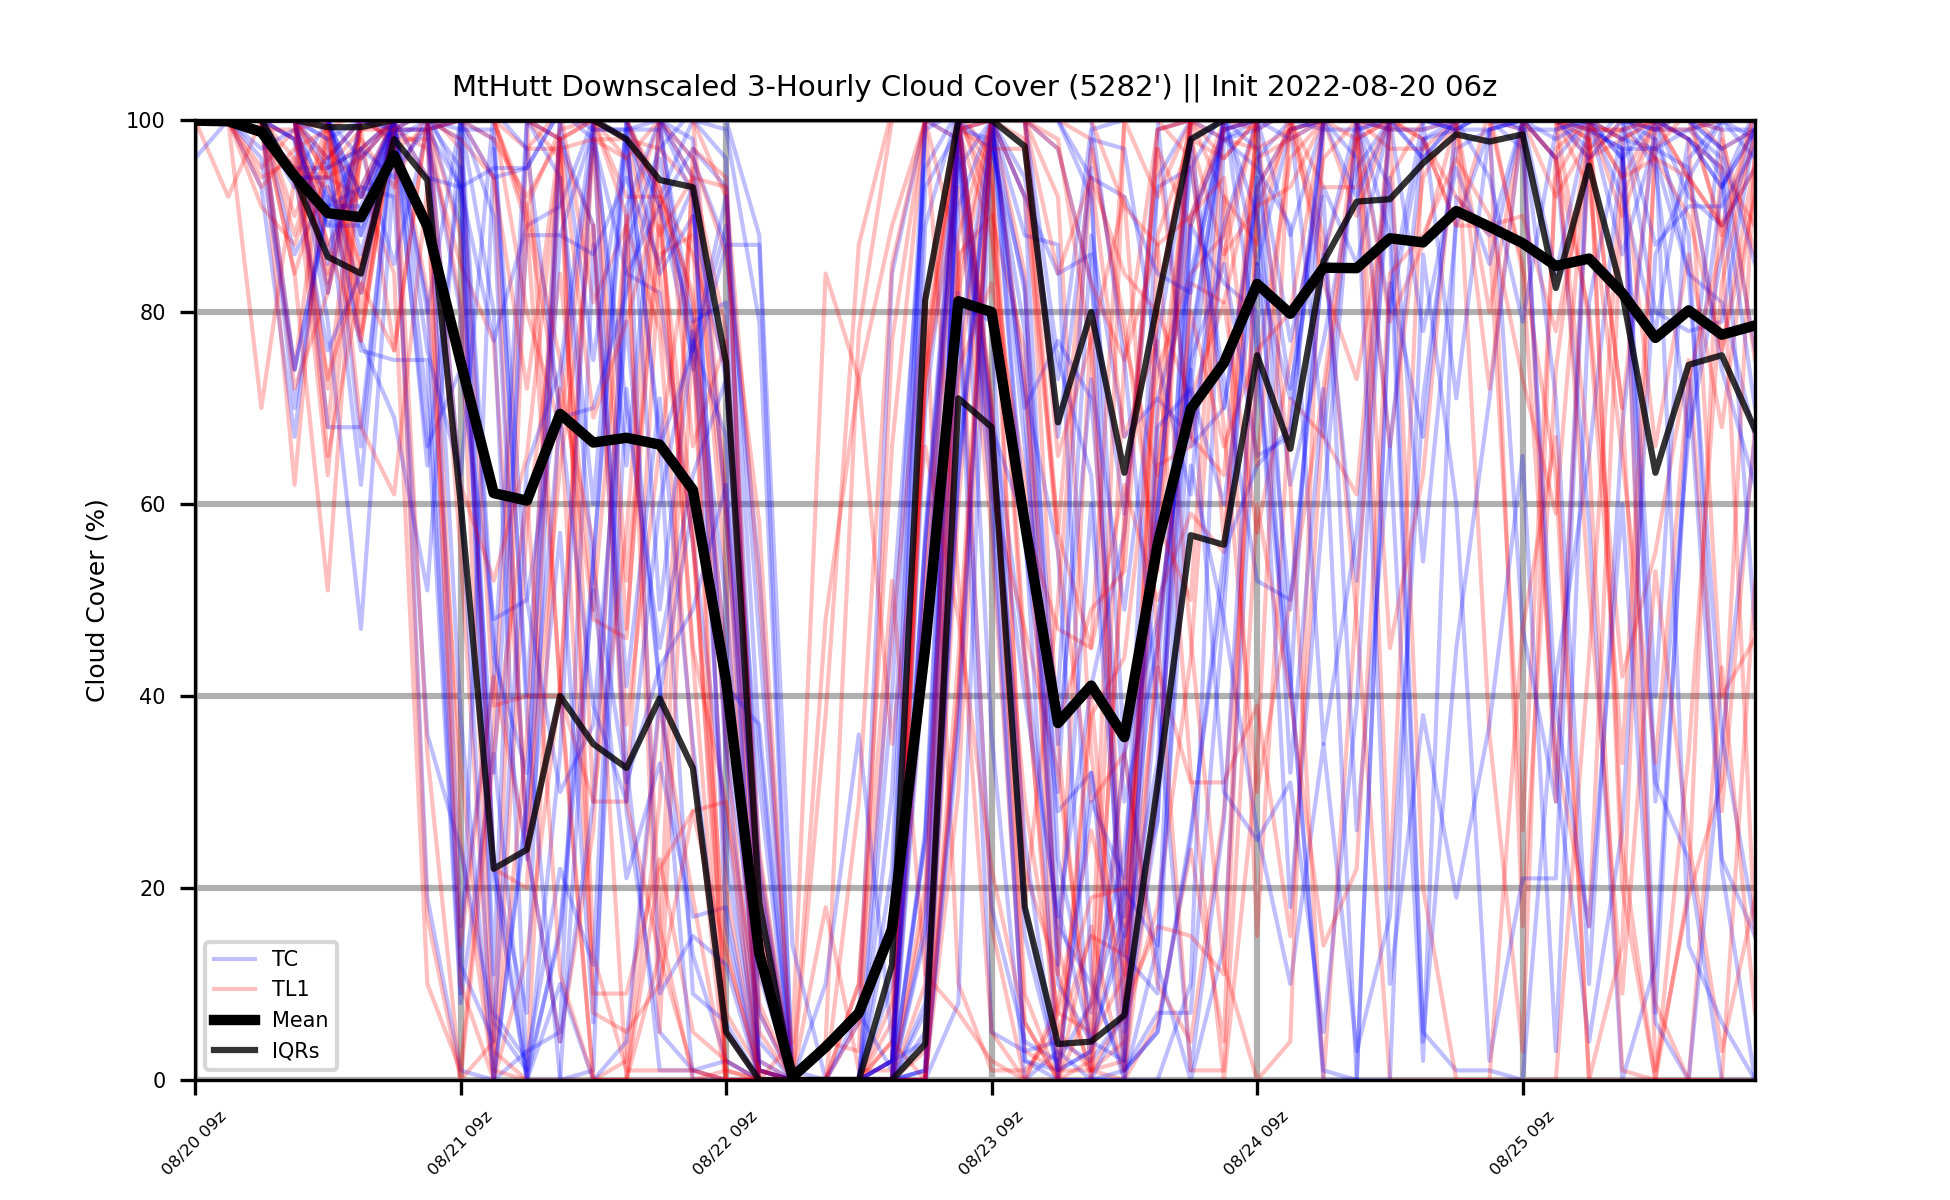 MtHutt Downscaled 3-Hourly Cloud Cover (5282') || Init 2022-08-20 06z
100
80
60
40
20
0
Cloud Cover (%)
TC
TL1
Mean
IQRs
08/20 09z
08/21 09z
08/22 09z
08/23 09z
08/24 09z
08/25 09z